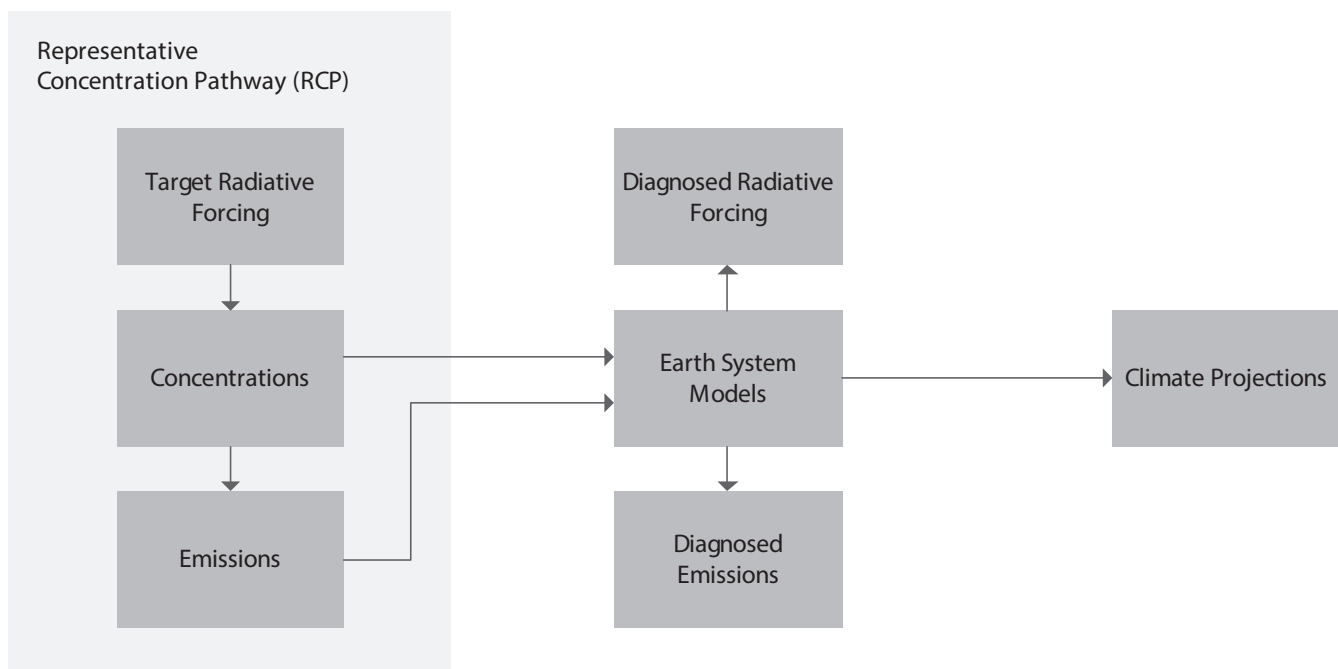 Representative
Concentration Pathway (RCP)
Target Radiative
Forcing
Diagnosed Radiative
Forcing
Concentrations
Earth System
Models
Climate Projections
Emissions
Diagnosed
Emissions